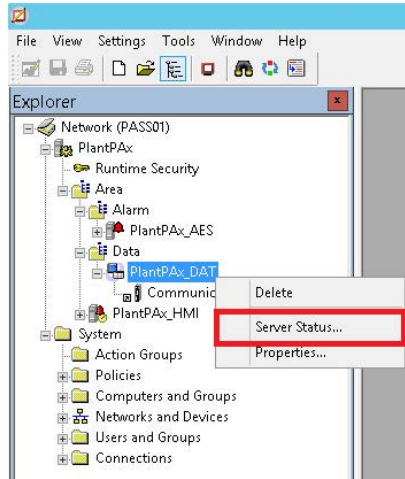 File View Settings Tools Window Help
Explorer
x
Network (PASS01)
PlantPAx
Runtime Security
Area
Alarm
PlantPAx_AES
Data
PlantPAx_DAT
Communic
PlantPAx_HMI
System
Action Groups
Policies
Computers and Groups
Networks and Devices
Users and Groups
Connections
Delete
Server Status...
Properties...